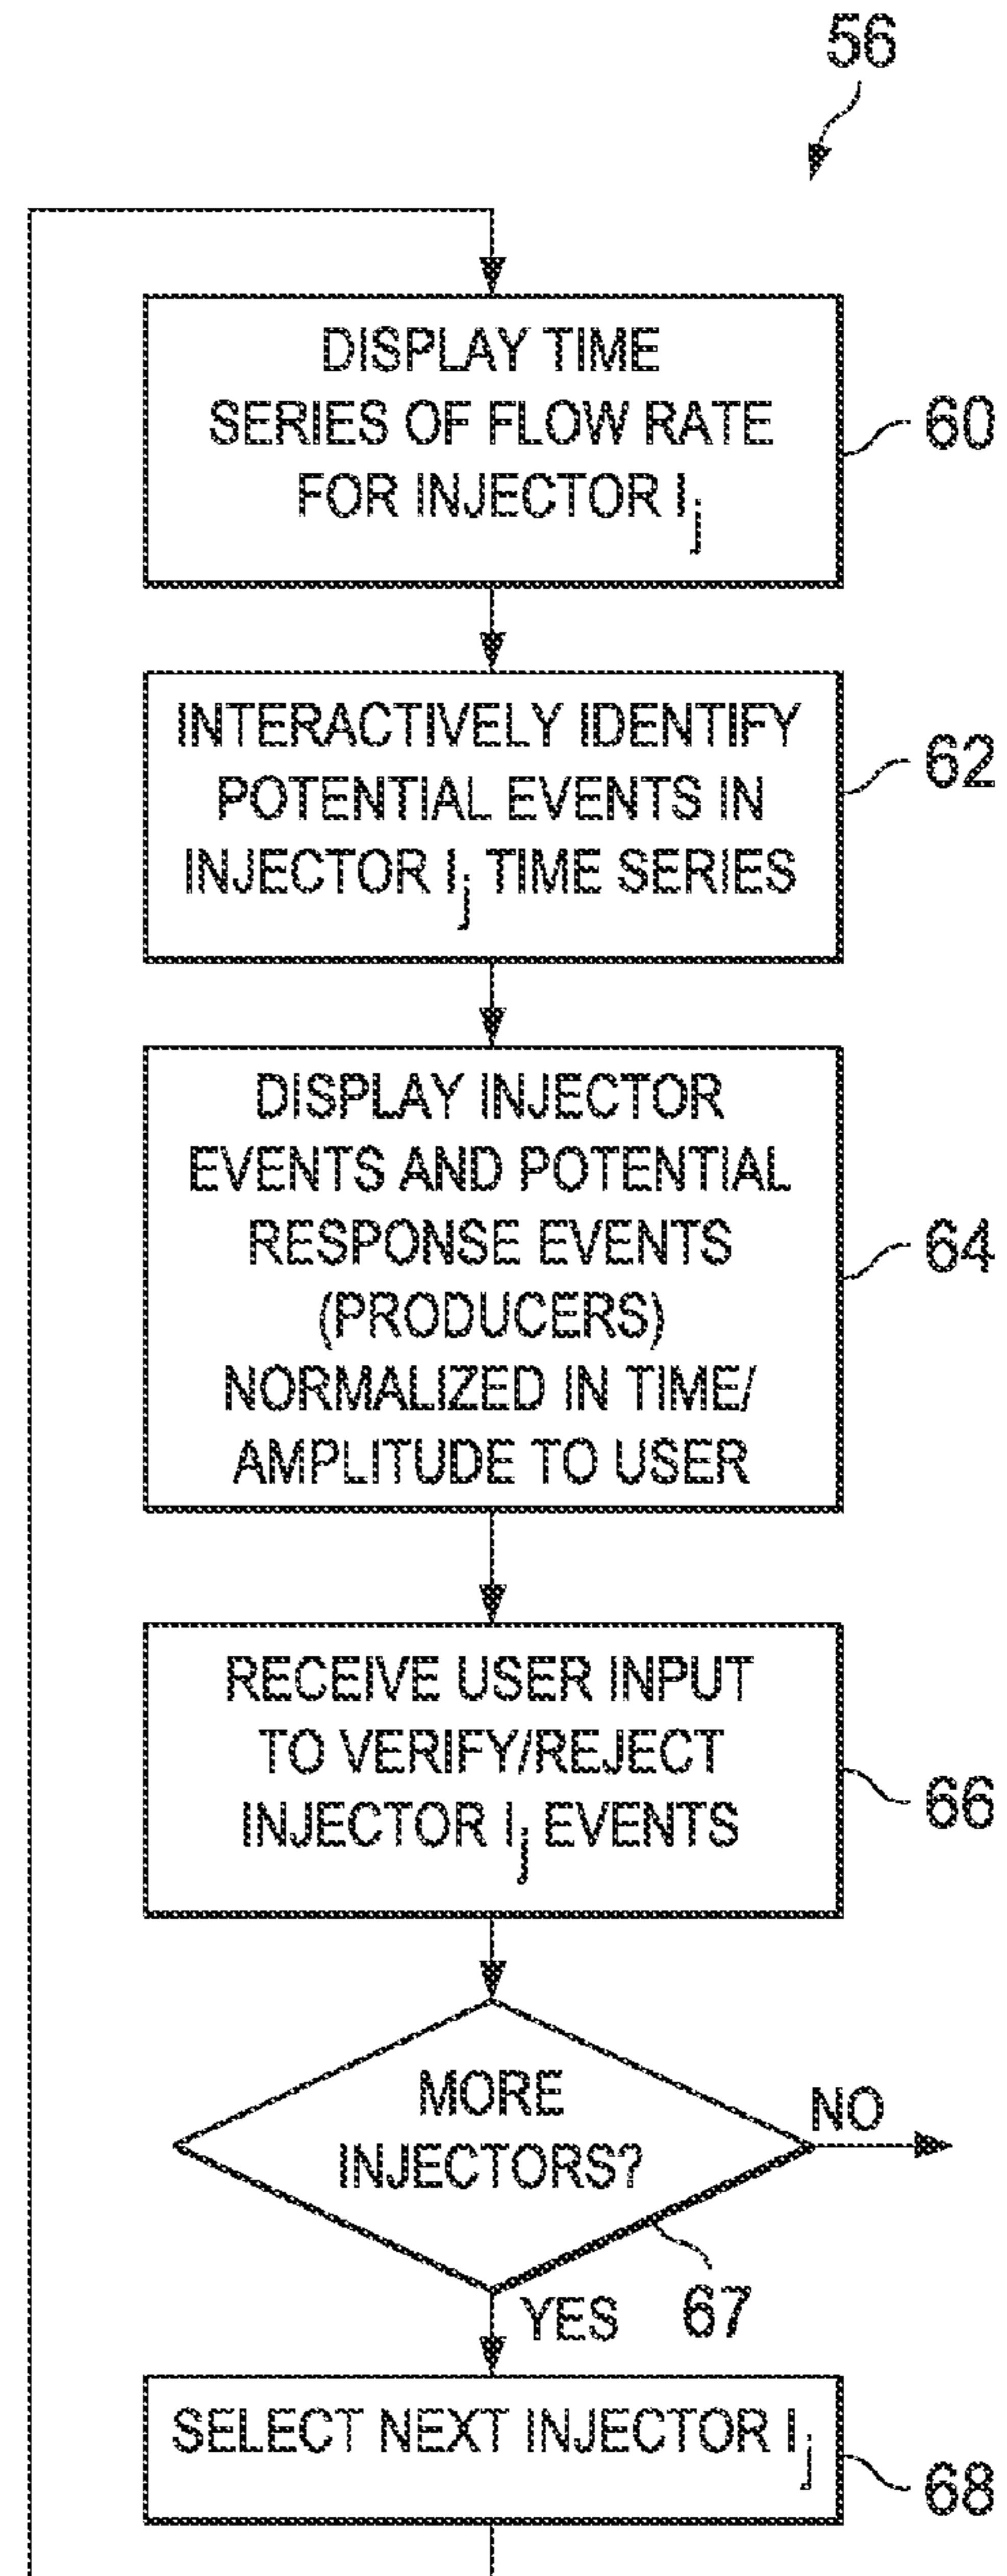 56
DISPLAY TIME
SERIES OF FLOW RATE
FOR INJECTOR Ij
60
INTERACTIVELY IDENTIFY
POTENTIAL EVENTS IN
INJECTOR Ij TIME SERIES
62
DISPLAY INJECTOR
EVENTS AND POTENTIAL
RESPONSE EVENTS
(PRODUCERS)
NORMALIZED IN TIME/
AMPLITUDE TO USER
64
RECEIVE USER INPUT
TO VERIFY/REJECT
INJECTOR Ij EVENTS
66
MORE
INJECTORS?
NO
YES
67
SELECT NEXT INJECTOR Ij
68